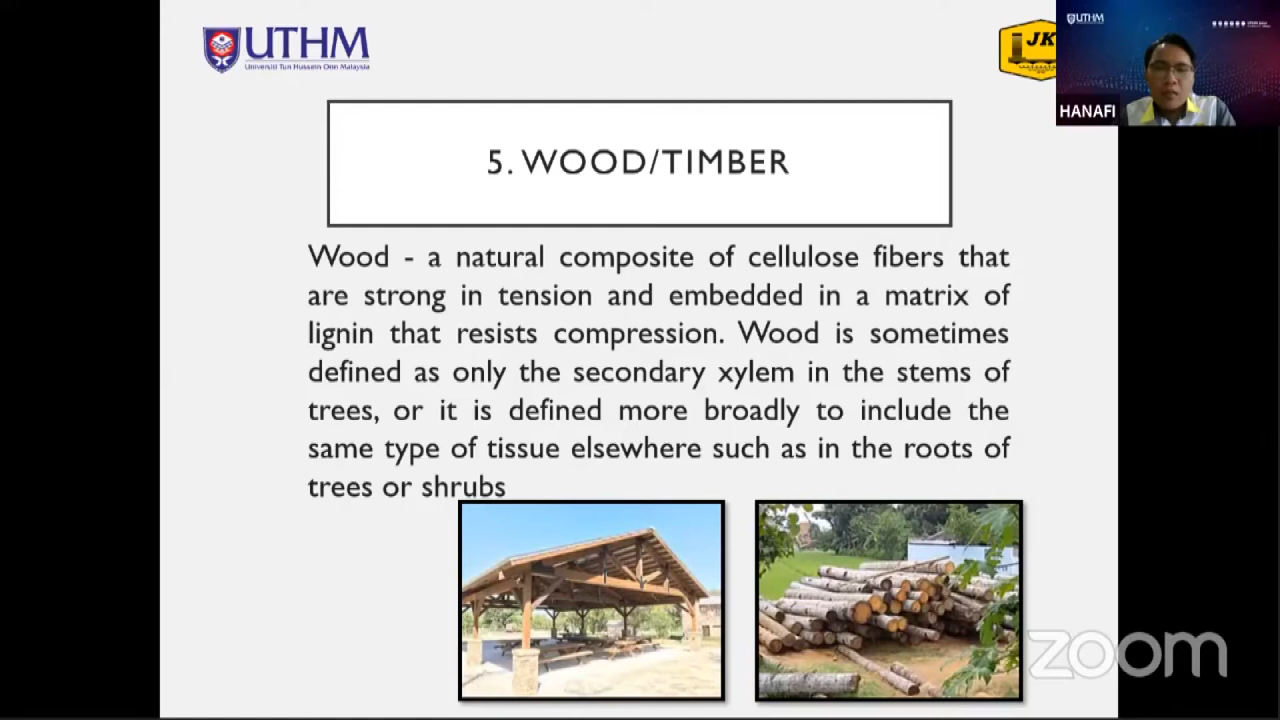 UTHM
Universiti Tun Hussein Onn Malaysia
JK
UTHM
HANAFI
5. WOOD/TIMBER
Wood - a natural composite of cellulose fibers that
are strong in tension and embedded in a matrix of
lignin that resists compression. Wood is sometimes
defined as only the secondary xylem in the stems of
trees, or it is defined more broadly to include the
same type of tissue elsewhere such as in the roots of
trees or shrubs
zoom